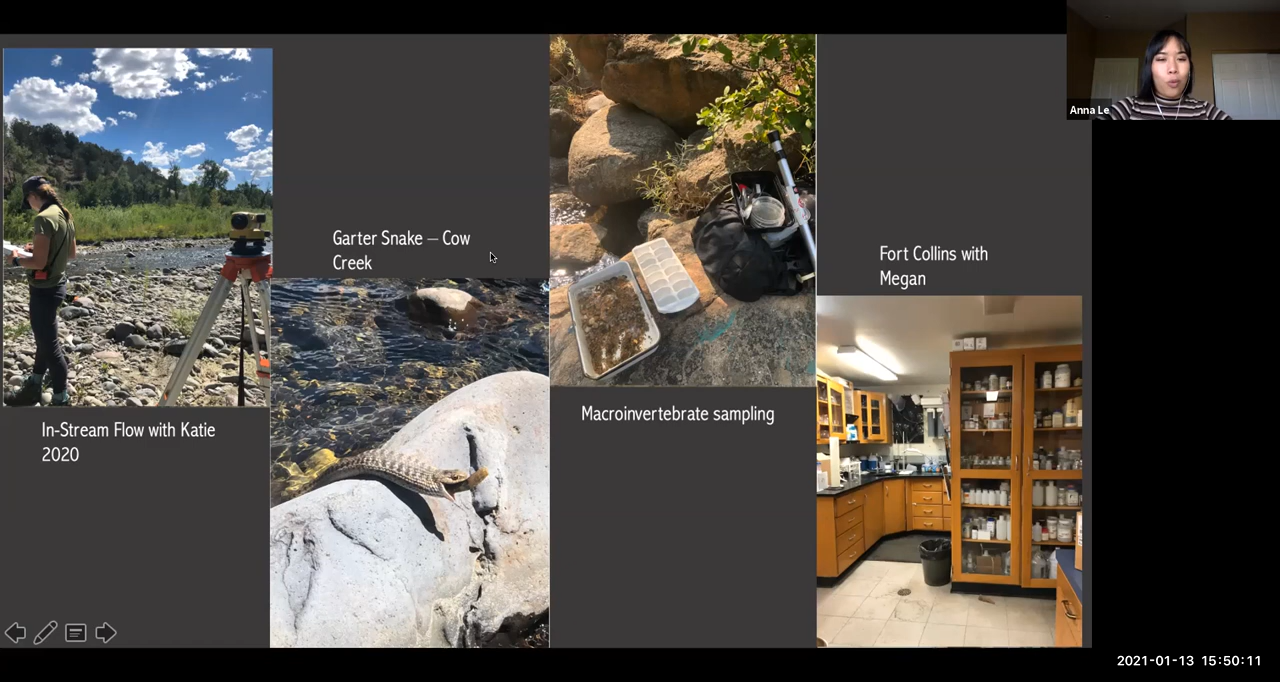 Anna Le
Garter Snake – Cow
Creek
Fort Collins with
Megan
Macroinvertebrate sampling
In-Stream Flow with Katie
2020
2021-01-13 15:50:11